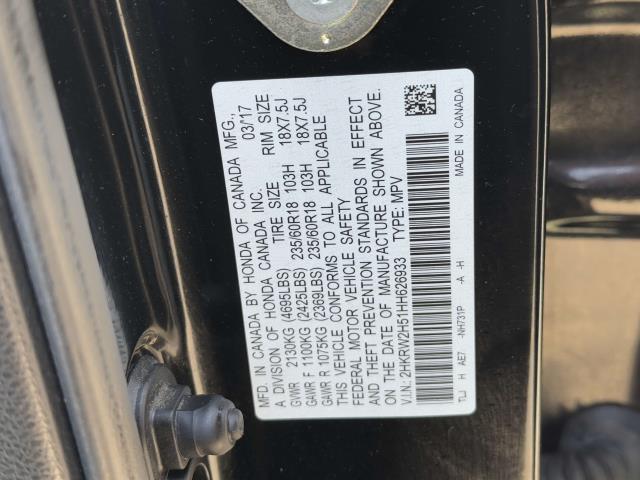 MFD. IN CANADA BY HONDA OF CANADA MFG.,
A DIVISION OF HONDA CANADA INC. 03/17
TIRE SIZE RIM SIZE
GVWR 2130KG (4695LBS)
GAWR F 1100KG (2425LBS) 235/60R18 103H 18X7.5J
GAWR R 1075KG (2369LBS) 235/60R18 103H 18X7.5J
THIS VEHICLE CONFORMS TO ALL APPLICABLE
FEDERAL MOTOR VEHICLE SAFETY
AND THEFT PREVENTION STANDARDS IN EFFECT
ON THE DATE OF MANUFACTURE SHOWN ABOVE.
V.I.N: 2HKRW2H51HH626933 TYPE: MPV
TLJ H AE7 -NH731P -A -H MADE IN CANADA